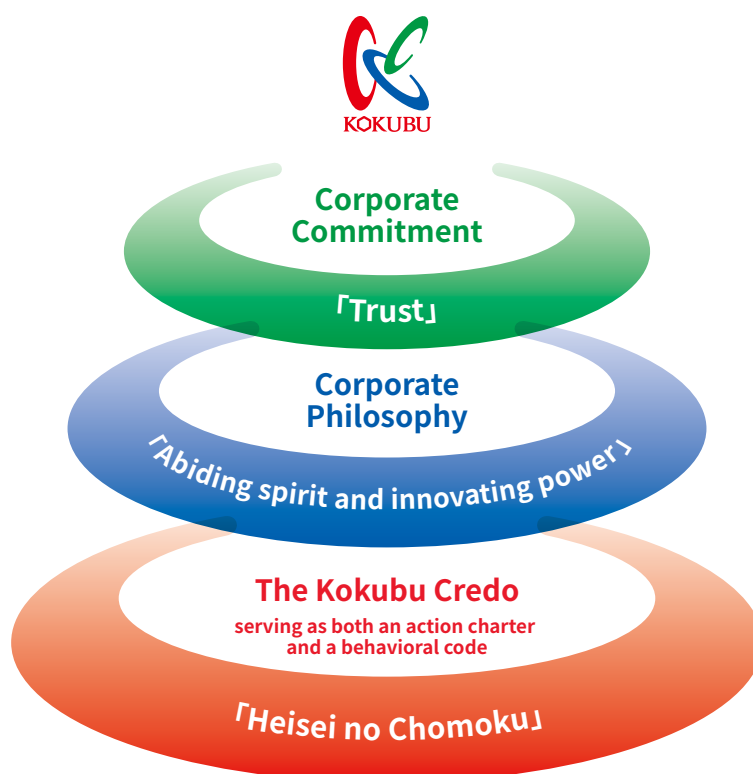 KOKUBU
Corporate
Commitment
「Trust」
Corporate
Philosophy
「Abiding spirit and innovating power」
The Kokubu Credo
serving as both an action charter
and a behavioral code
「Heisei no Chomoku」